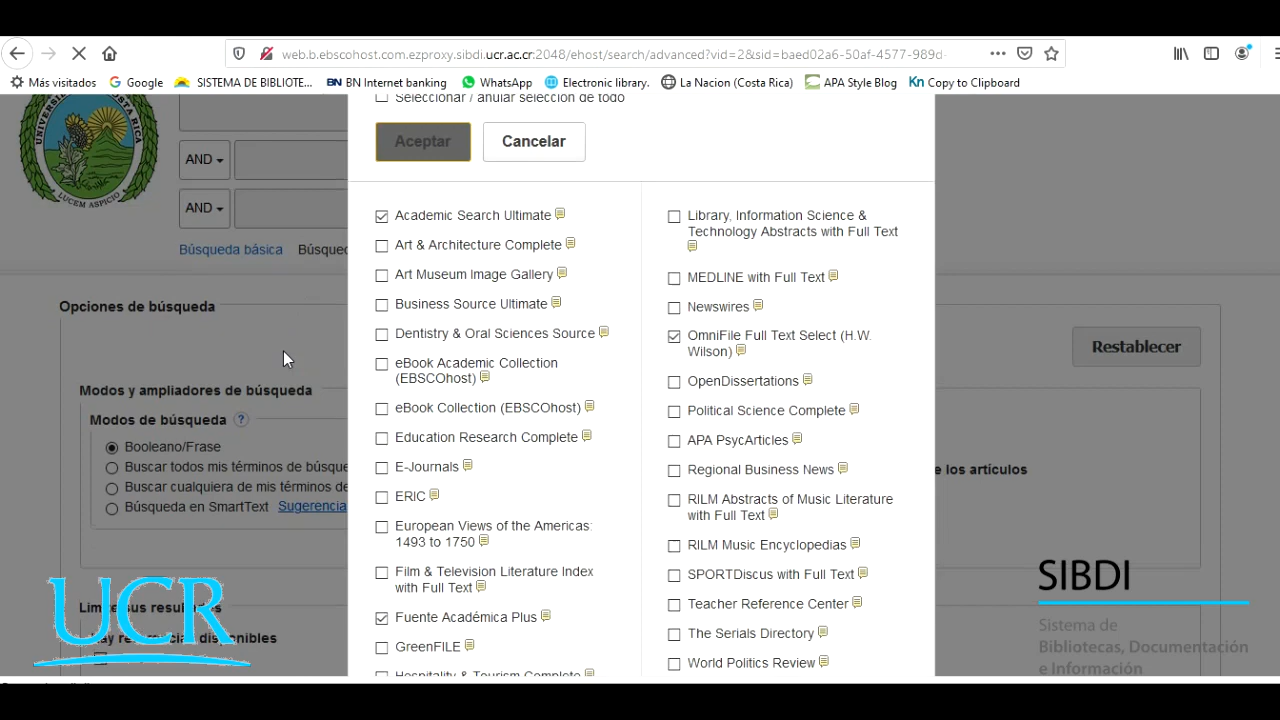 web.b.ebscohost.com.ezproxy.sibdi.ucr.ac.cr:2048/ehost/search/advanced?vid=2&sid=baed02a6-50af-4577-989d-
Más visitados
Google
SISTEMA DE BIBLIOTE...
BN Internet banking
WhatsApp
Electronic library.
La Nacion (Costa Rica)
APA Style Blog
Kn Copy to Clipboard
LUCEM ASPICIO
AND
AND
Búsqueda básica
Seleccionar / anular selección de todo
Aceptar
Cancelar
Academic Search Ultimate
Art & Architecture Complete
Art Museum Image Gallery
Business Source Ultimate
Dentistry & Oral Sciences Source
eBook Academic Collection
(EBSCOhost)
eBook Collection (EBSCOhost)
Education Research Complete
E-Journals
ERIC
European Views of the Americas:
1493 to 1750
Film & Television Literature Index
with Full Text
Fuente Académica Plus
GreenFILE
Hospitality & Tourism Complete
Library, Information Science &
Technology Abstracts with Full Text
MEDLINE with Full Text
Newswires
OmniFile Full Text Select (H.W.
Wilson)
OpenDissertations
Political Science Complete
APA PsycArticles
Regional Business News
RILM Abstracts of Music Literature
with Full Text
RILM Music Encyclopedias
SPORTDiscus with Full Text
Teacher Reference Center
The Serials Directory
World Politics Review
Opciones de búsqueda
Restablecer
Modos y ampliadores de búsqueda
Modos de búsqueda ?
Booleano/Frase
Buscar todos mis términos de búsque
Buscar cualquiera de mis términos de
Búsqueda en SmartText Sugerencia
e los artículos
UCR
SIBDI
Sistema de
Bibliotecas, Documentación
e Información